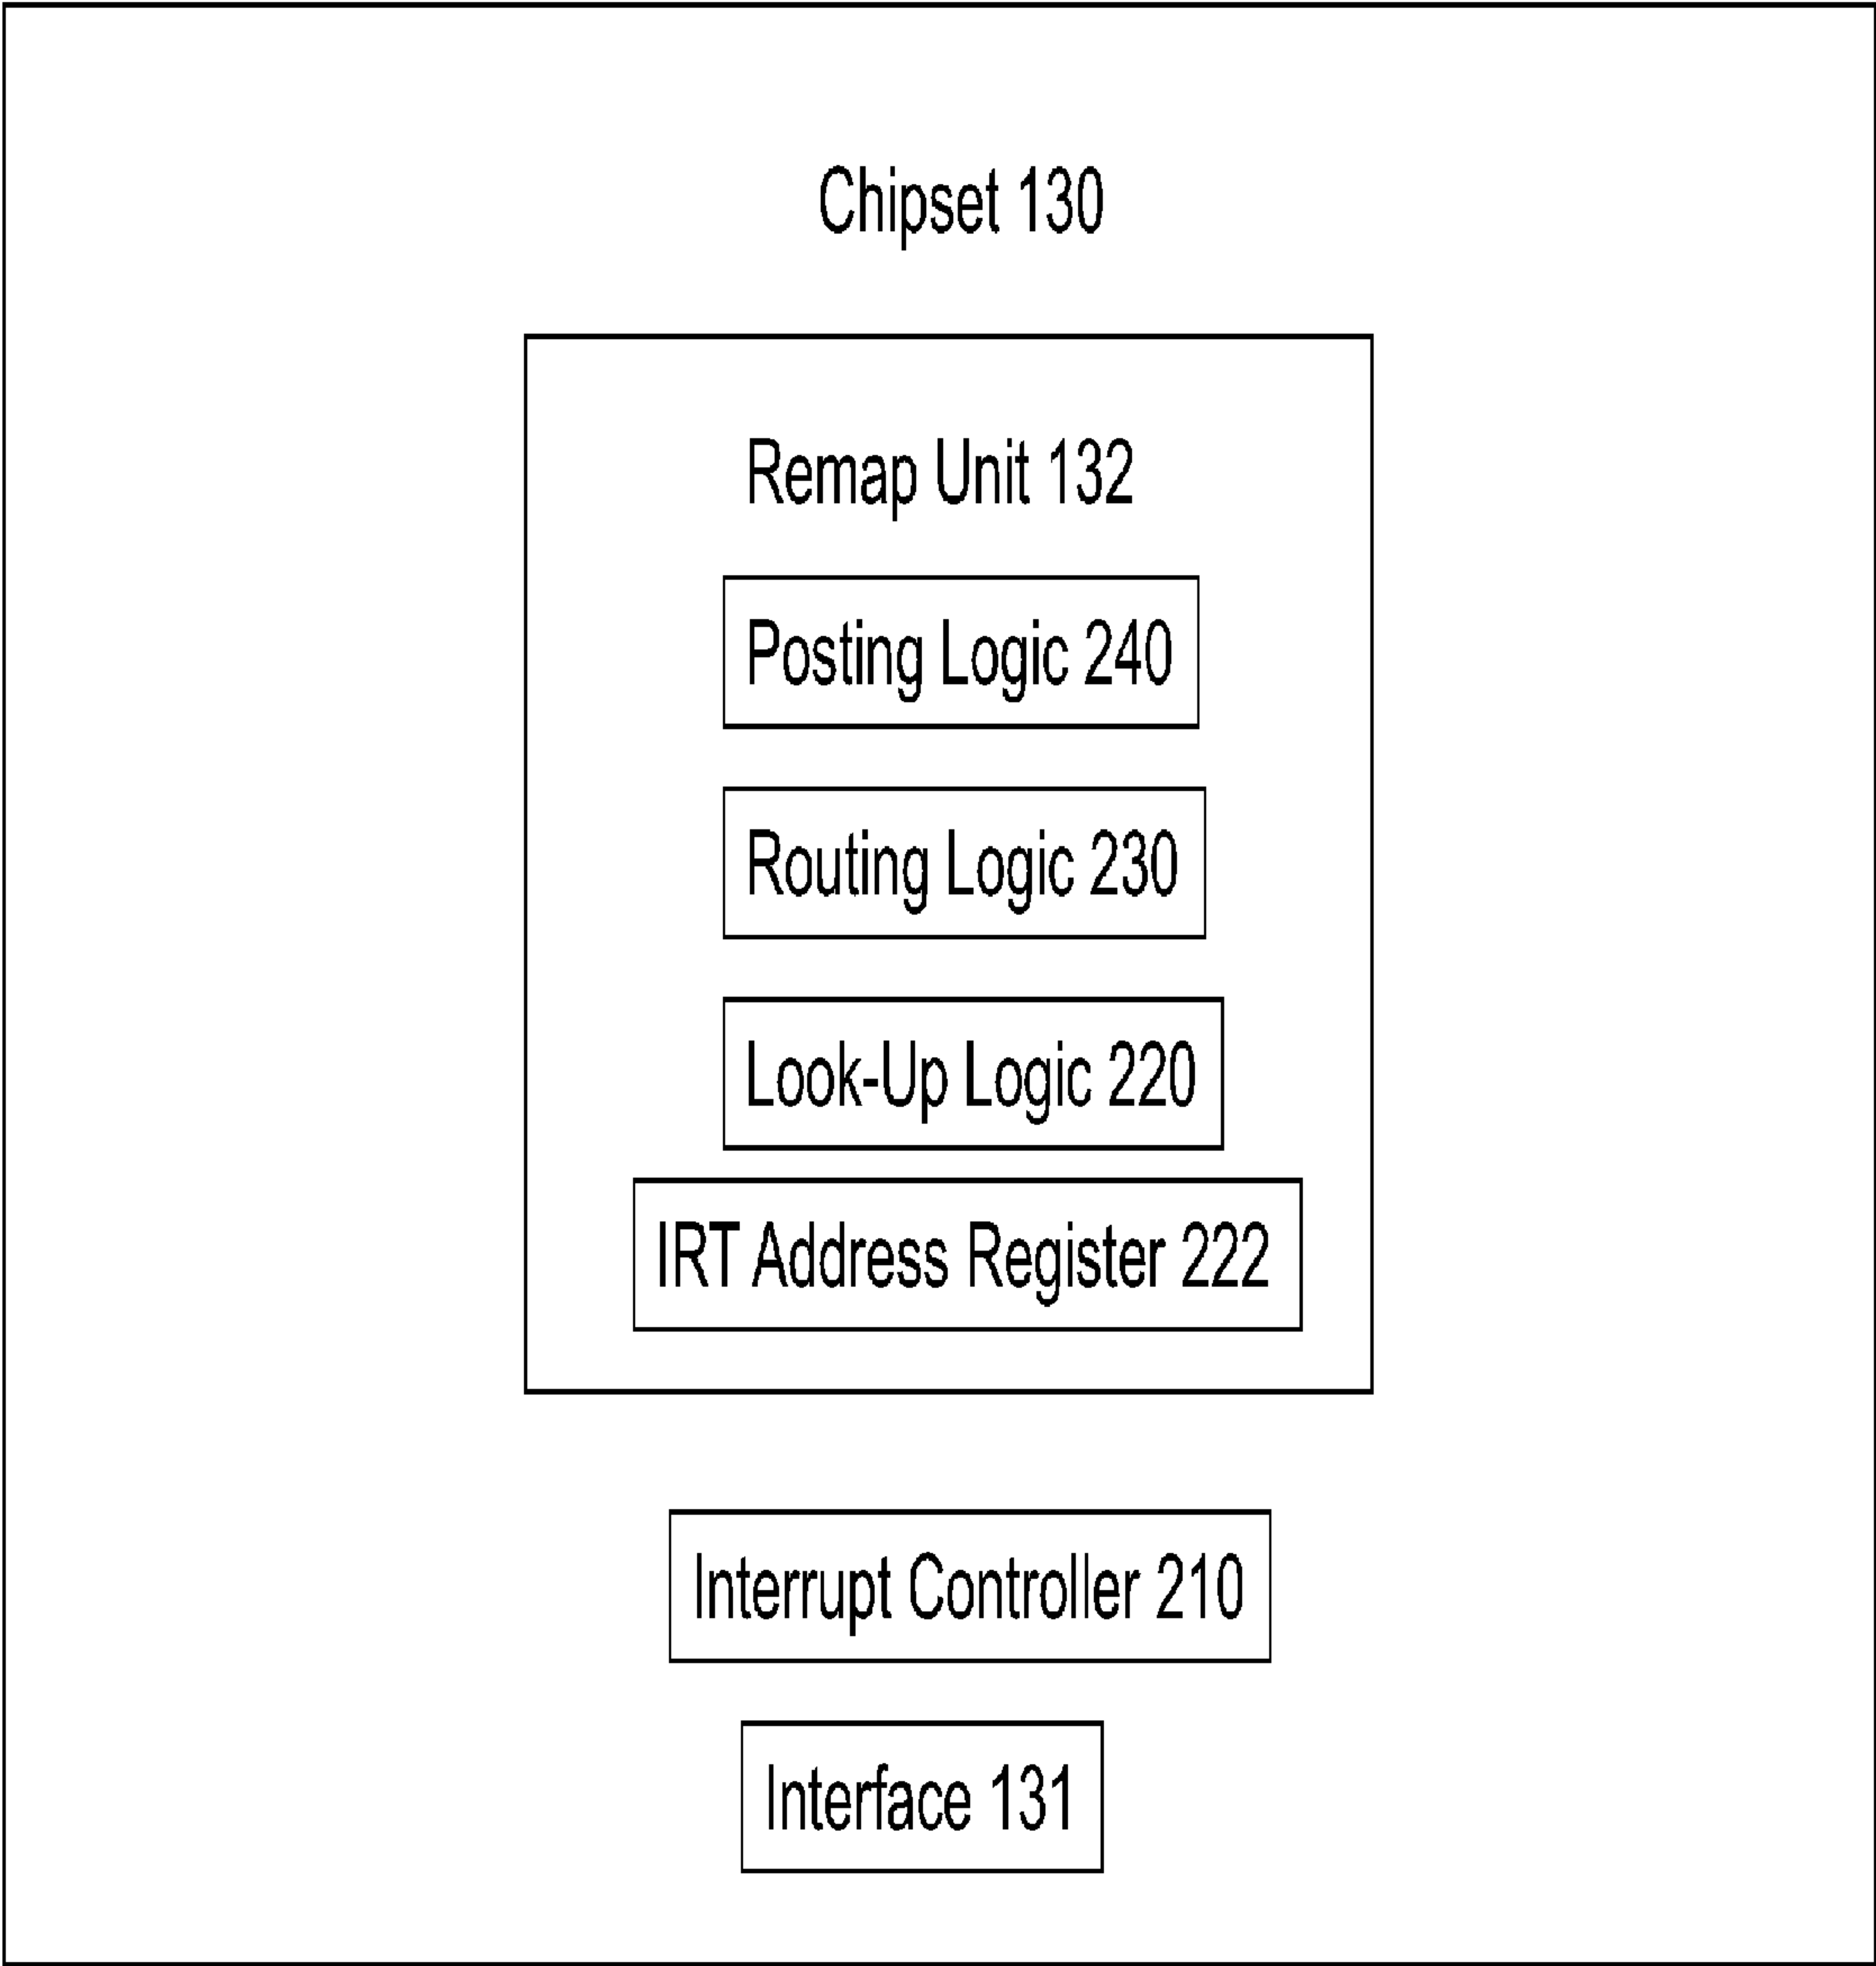 Chipset 130
Remap Unit 132
Posting Logic 240
Routing Logic 230
Look-Up Logic 220
IRT Address Register 222
Interrupt Controller 210
Interface 131